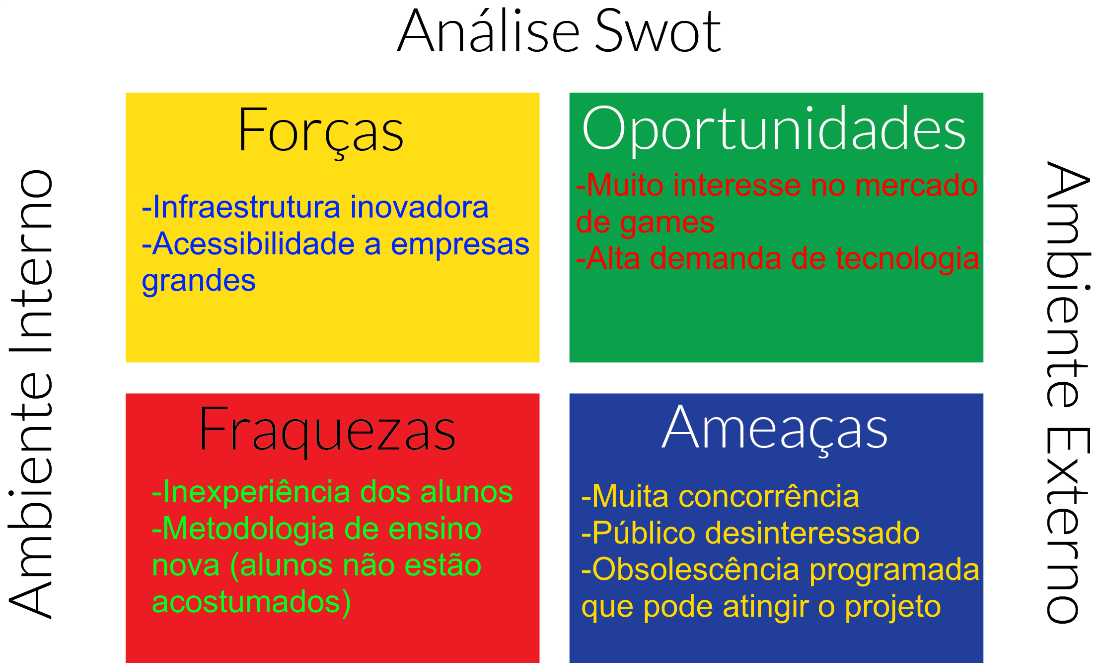 Análise Swot
Ambiente Interno
Forças
-Infraestrutura inovadora
-Acessibilidade a empresas
grandes
Oportunidades
-Muito interesse no mercado
de games
-Alta demanda de tecnologia
Fraquezas
-Inexperiência dos alunos
-Metodologia de ensino
nova (alunos não estão
acostumados)
Ameaças
-Muita concorrência
-Público desinteressado
-Obsolescência programada
que pode atingir o projeto
Ambiente Externo